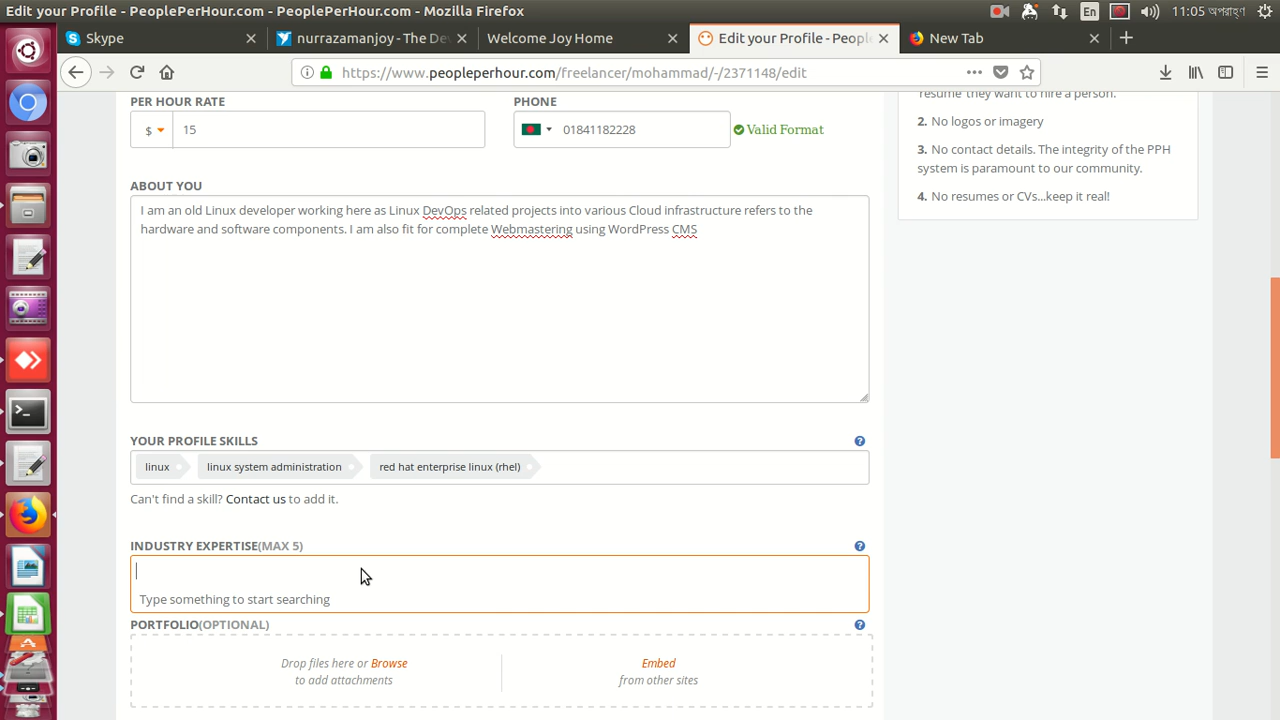 Edit your Profile - PeoplePerHour.com - PeoplePerHour.com - Mozilla Firefox
En
11:05 অপরাহ্ণ
Skype
nurrazamanjoy - The De
Welcome Joy Home
Edit your Profile - People
New Tab
https://www.peopleperhour.com/freelancer/mohammad/-/2371148/edit
PER HOUR RATE
PHONE
$ 15
01841182228
Valid Format
resume they want to hire a person.
2. No logos or imagery
3. No contact details. The integrity of the PPH
system is paramount to our community.
4. No resumes or CVs...keep it real!
ABOUT YOU
I am an old Linux developer working here as Linux DevOps related projects into various Cloud infrastructure refers to the
hardware and software components. I am also fit for complete Webmastering using WordPress CMS
YOUR PROFILE SKILLS
linux
linux system administration
red hat enterprise linux (rhel)
Can't find a skill? Contact us to add it.
INDUSTRY EXPERTISE(MAX 5)
Type something to start searching
PORTFOLIO(OPTIONAL)
Drop files here or Browse
to add attachments
Embed
from other sites